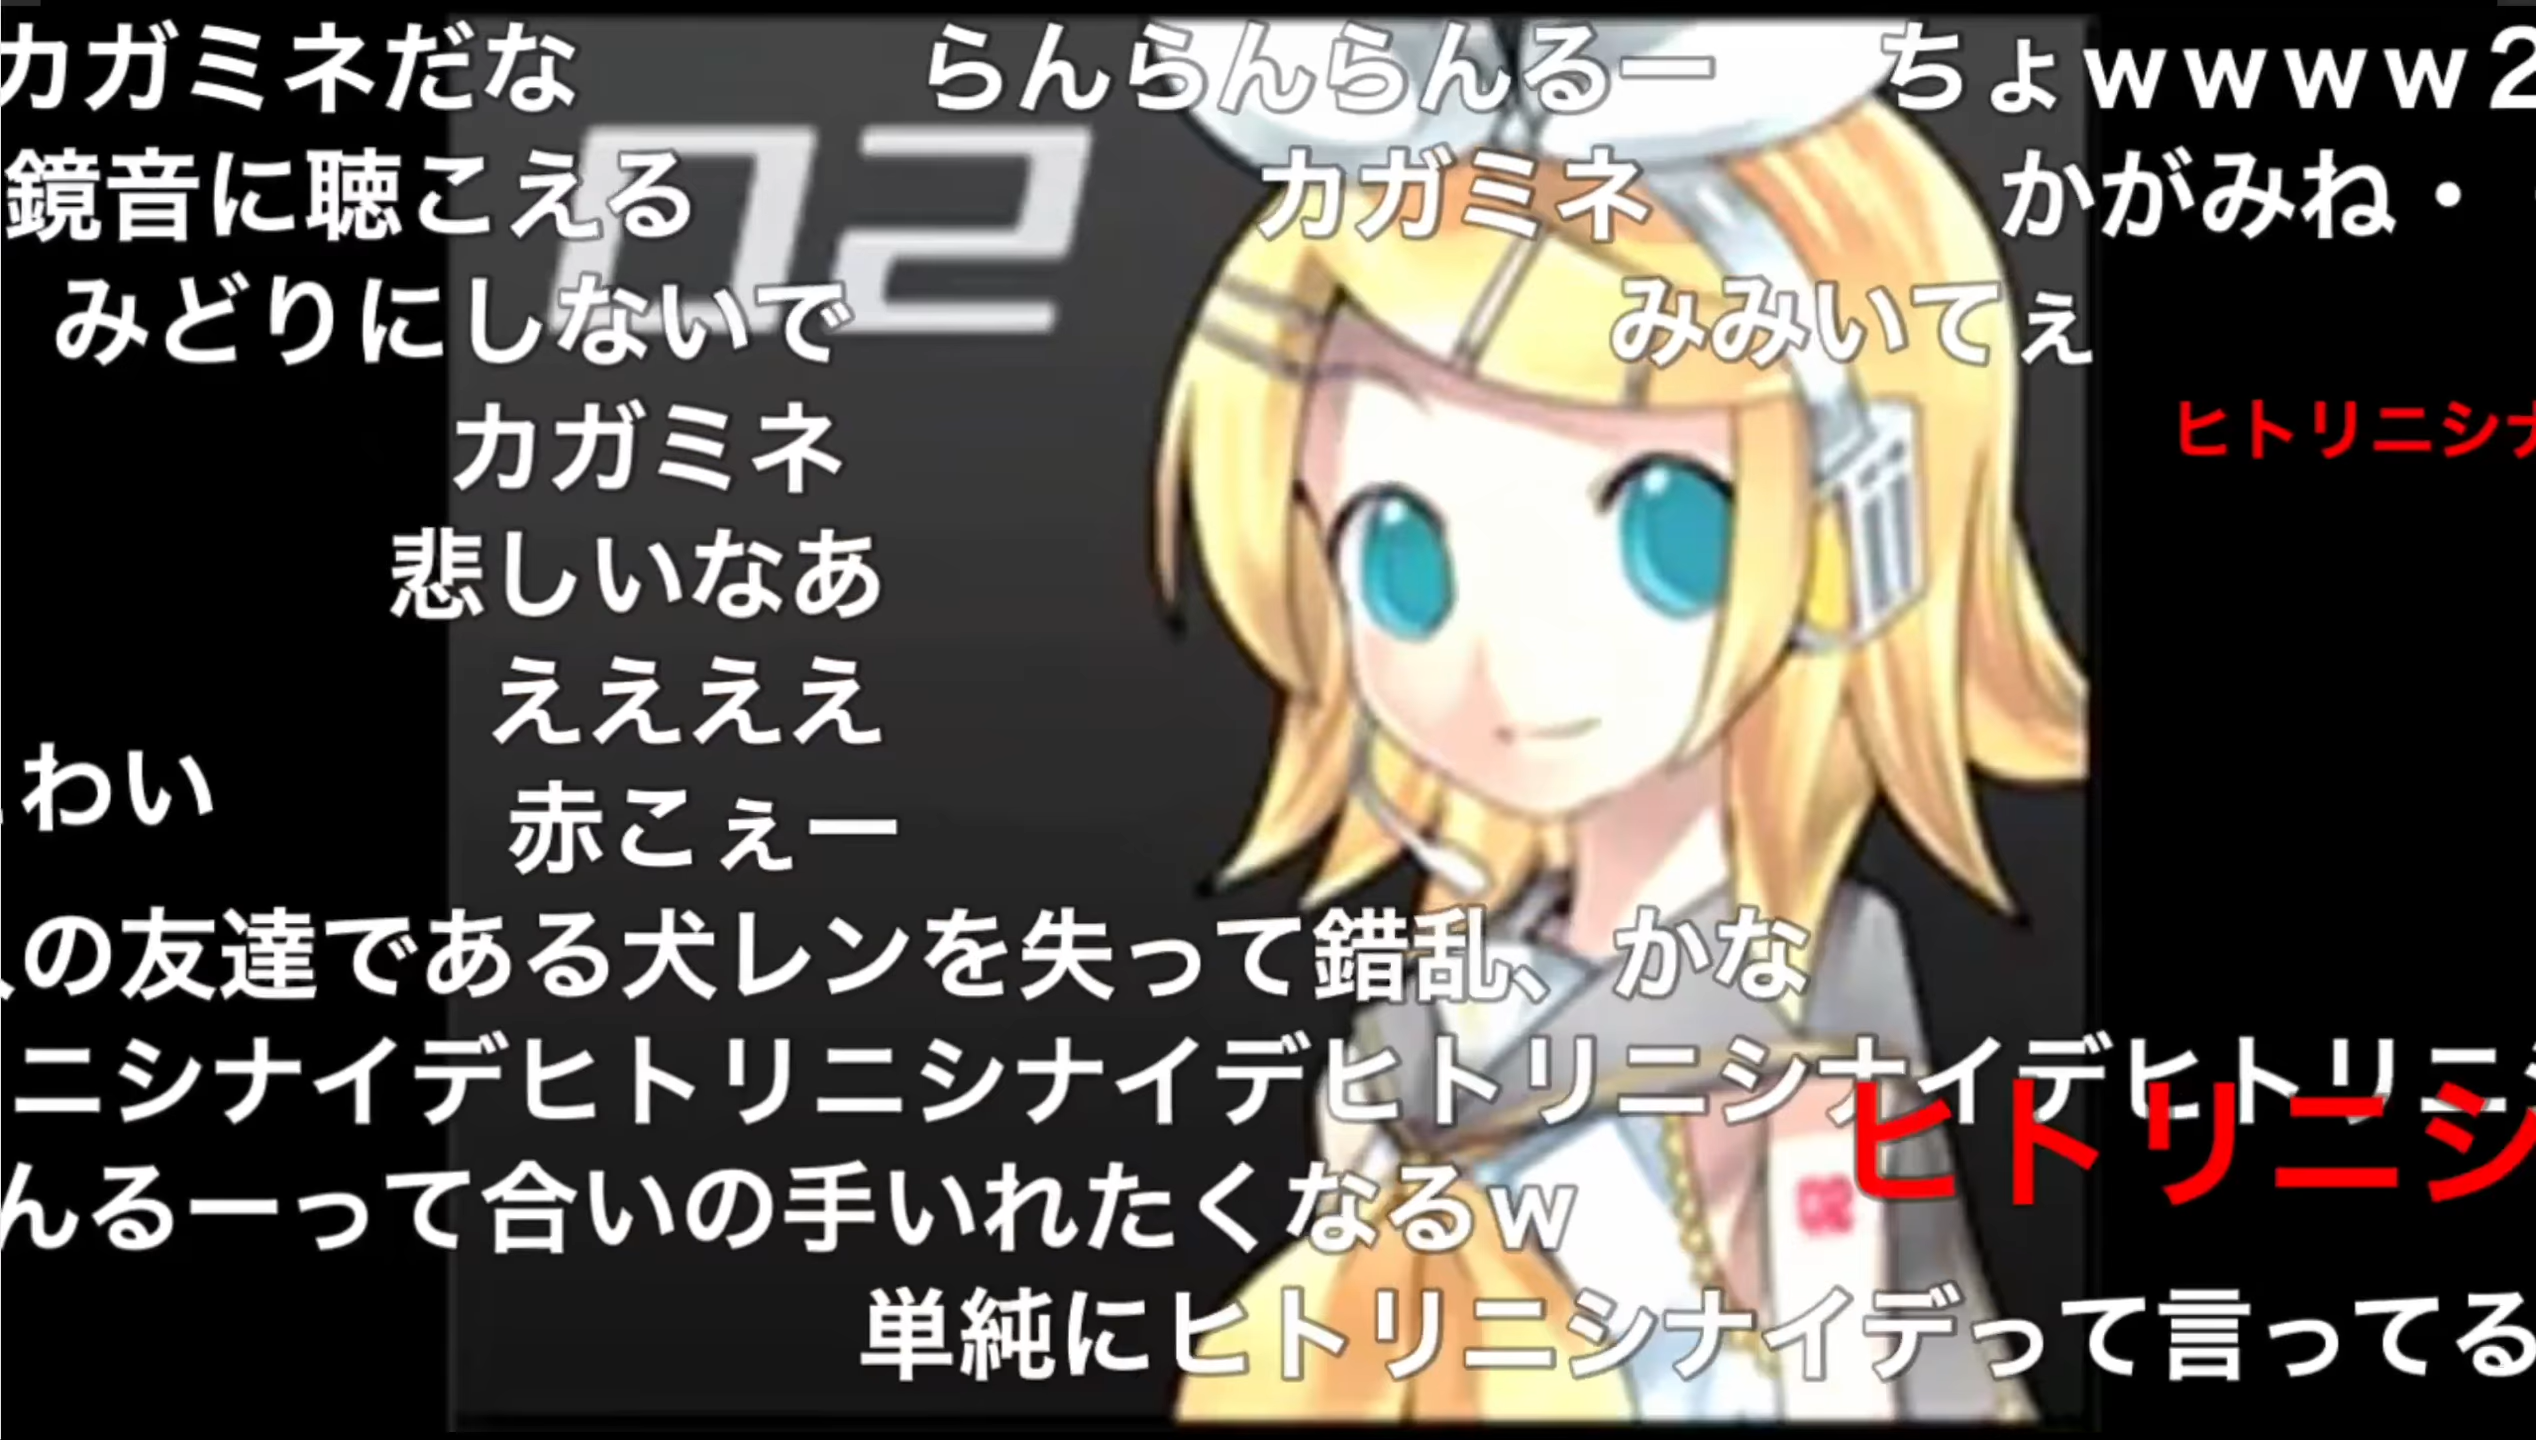 カガミネだな
らんらんらんるー
ちょｗｗｗｗ2
02
鏡音に聴こえる
カガミネ
かがみね・
みどりにしないで
みみいてぇ
カガミネ
ヒトリニシナ
悲しいなあ
ええええ
わい
赤こぇー
の友達である犬レンを失って錯乱、かな
ニシナイデヒトリニシナイデヒトリニシナイデヒトリニシ
ヒトリニシ
んるーって合いの手いれたくなるｗ
02
単純にヒトリニシナイデって言ってる